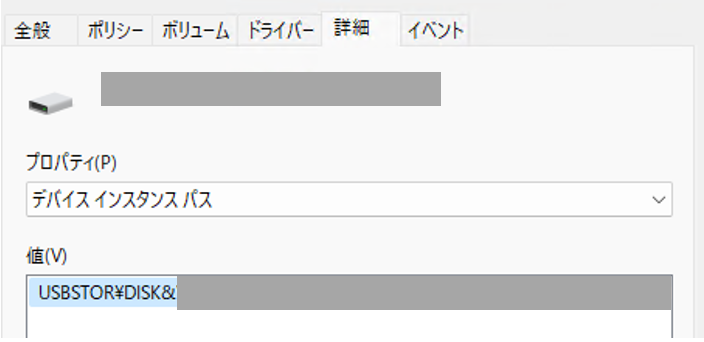 全般 ポリシー ボリューム ドライバー 詳細 イベント
プロパティ(P)
デバイス インスタンス パス
値(V)
USBSTOR¥DISK&